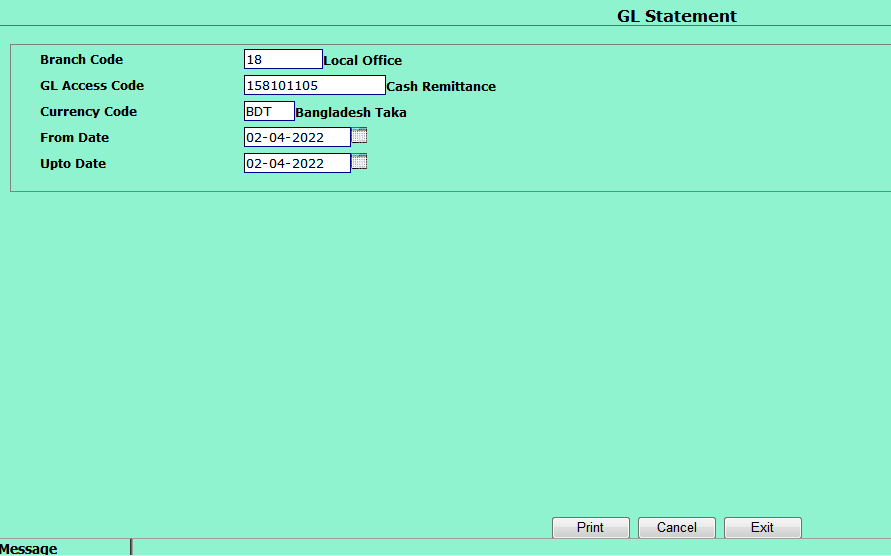 GL Statement
Branch Code 18 Local Office
GL Access Code 158101105 Cash Remittance
Currency Code BDT Bangladesh Taka
From Date 02-04-2022
Upto Date 02-04-2022
Print Cancel Exit
Message